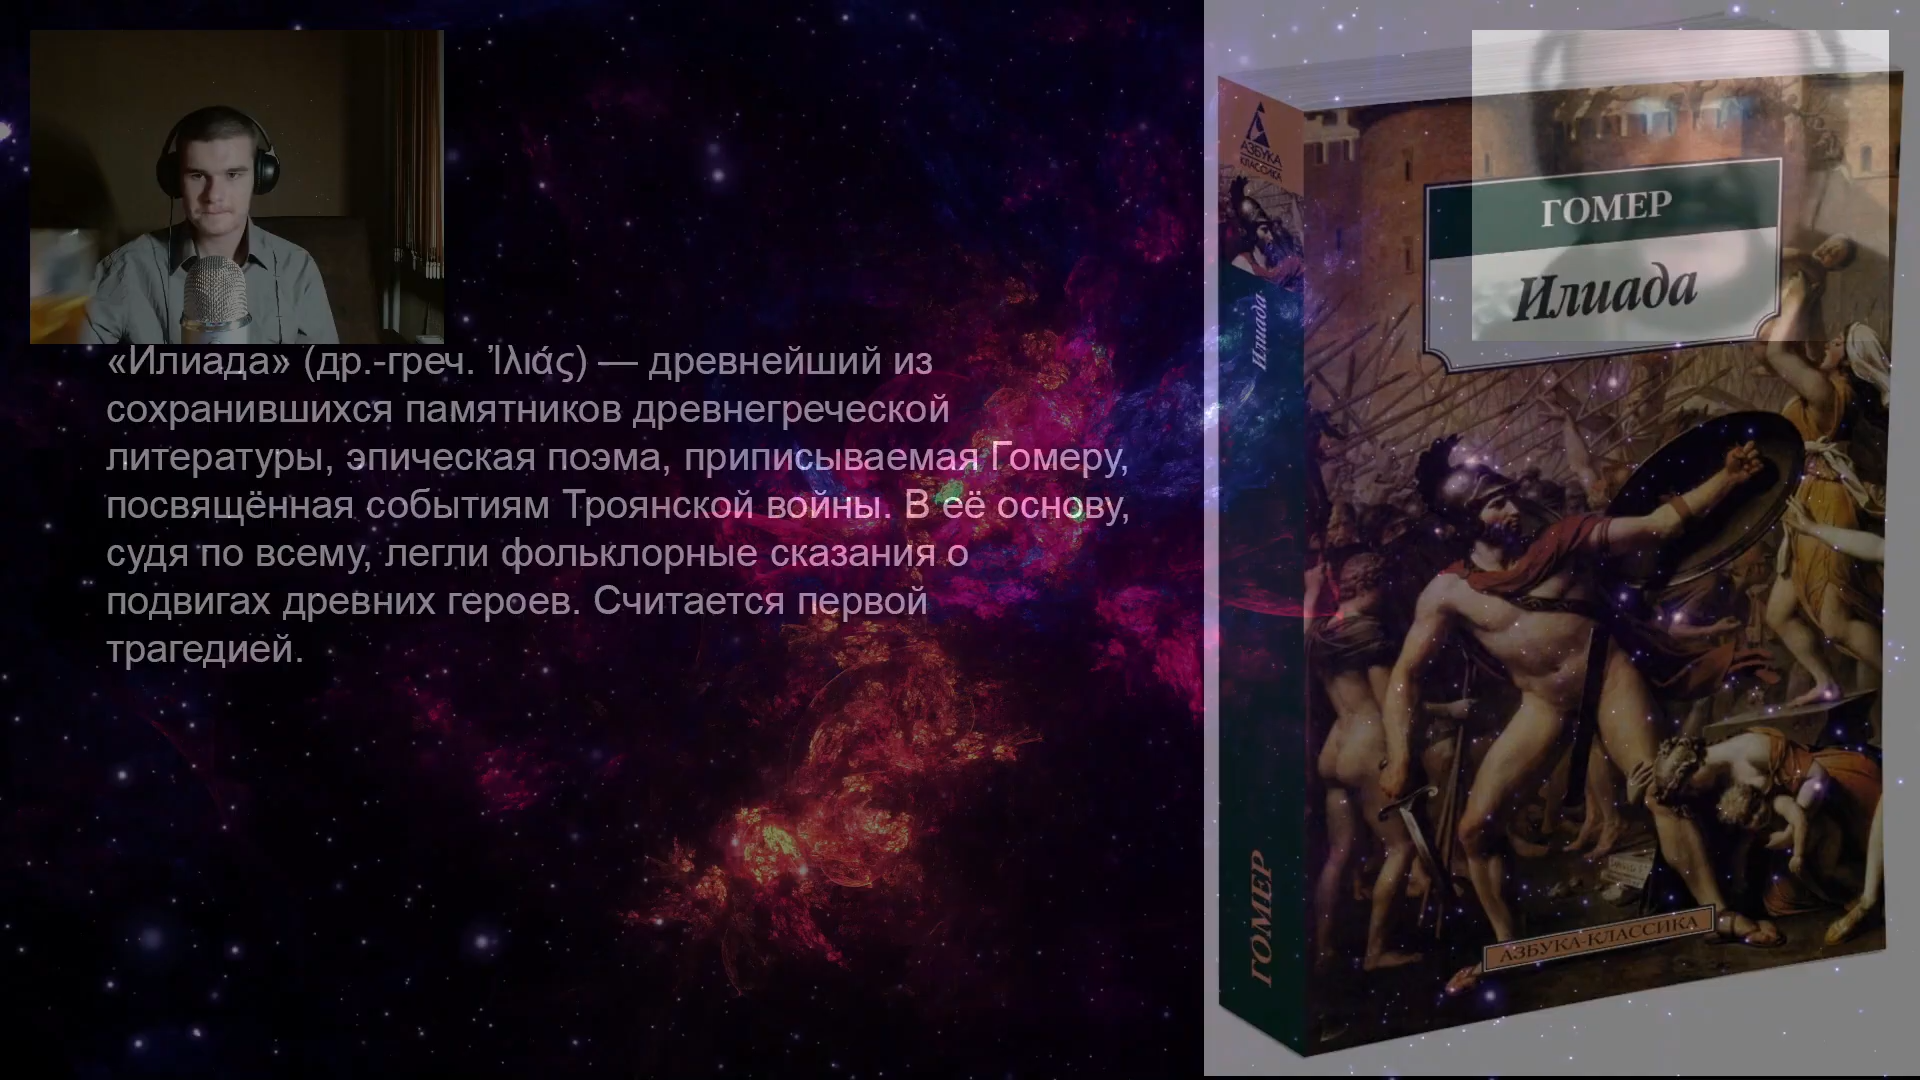 «Илиада» (др.-греч. Ἰλιάς) — древнейший из
сохранившихся памятников древнегреческой
литературы, эпическая поэма, приписываемая Гомеру,
посвящённая событиям Троянской войны. В её основу,
судя по всему, легли фольклорные сказания о
подвигах древних героев. Считается первой
трагедией.
АЗБУКА
КЛАССИКА
Илиада
ГОМЕР
ГОМЕР
Илиада
АЗБУКА-КЛАССИКА